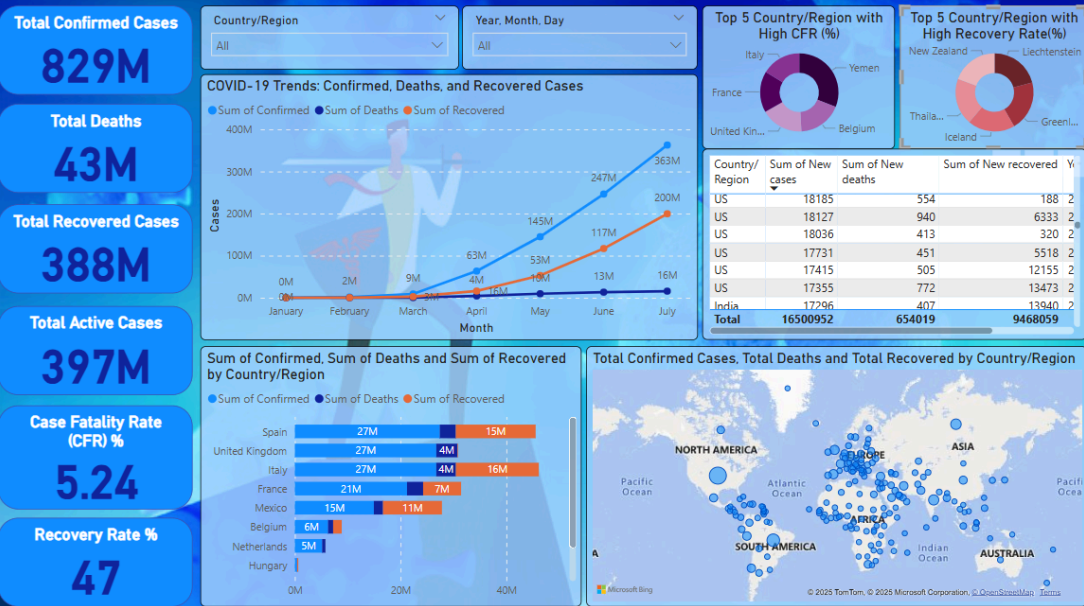 Total Confirmed Cases
829M
Total Deaths
43M
Total Recovered Cases
388M
Total Active Cases
397M
Case Fatality Rate
(CFR) %
5.24
Recovery Rate %
47
Country/Region
All
Year, Month, Day
All
COVID-19 Trends: Confirmed, Deaths, and Recovered Cases
Sum of Confirmed Sum of Deaths Sum of Recovered
Cases
400M
300M
200M
100M
0M
0M
0M
2M
9M
63M
4M
16M
145M
53M
10M
247M
117M
13M
363M
200M
16M
January February March April May June July
Month
Top 5 Country/Region with
High CFR (%)
Italy
Yemen
France
United Kin...
Belgium
Top 5 Country/Region with
High Recovery Rate(%)
New Zealand
Liechtenstein
Thaila...
Greenl...
Iceland
Country/ Region Sum of New cases Sum of New deaths Sum of New recovered
US 18185 554 188 2
US 18127 940 6333 2
US 18036 413 320 2
US 17731 451 5518 2
US 17415 505 12155 2
US 17355 772 13473 2
India 17296 407 13940 2
Total 16500952 654019 9468059
Sum of Confirmed, Sum of Deaths and Sum of Recovered
by Country/Region
Sum of Confirmed Sum of Deaths Sum of Recovered
Spain 27M 15M
United Kingdom 27M 4M
Italy 27M 4M 16M
France 21M 7M
Mexico 15M 11M
Belgium 6M
Netherlands 5M
Hungary
0M 20M 40M
Total Confirmed Cases, Total Deaths and Total Recovered by Country/Region
NORTH AMERICA
EUROPE
ASIA
Pacific
Ocean
Atlantic
Ocean
Pacifi
Ocean
AFRICA
SOUTH AMERICA
Indian
Ocean
AUSTRALIA
A
Microsoft Bing
© 2025 TomTom, © 2025 Microsoft Corporation, © OpenStreetMap Terms